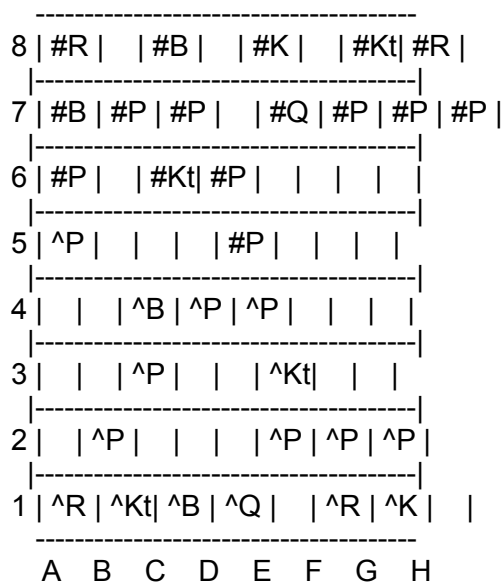 ----------------------------------------
8 | #R |   | #B |   | #K |   | #Kt| #R |
|----------------------------------------|
7 | #B | #P | #P |   | #Q | #P | #P | #P |
|----------------------------------------|
6 | #P |   | #Kt| #P |   |   |   |   |
|----------------------------------------|
5 | ^P |   |   |   | #P |   |   |   |
|----------------------------------------|
4 |   |   | ^B | ^P | ^P |   |   |   |
|----------------------------------------|
3 |   |   | ^P |   |   | ^Kt|   |   |
|----------------------------------------|
2 |   | ^P |   |   |   | ^P | ^P | ^P |
|----------------------------------------|
1 | ^R | ^Kt| ^B | ^Q |   | ^R | ^K |   |
----------------------------------------
A B C D E F G H